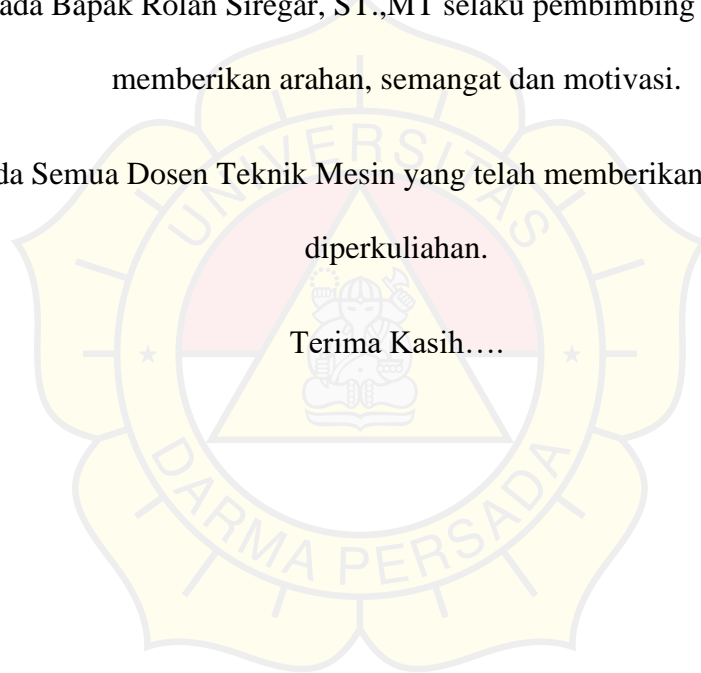 ada Bapak Rolan Siregar, ST.,MT selaku pembimbing
memberikan arahan, semangat dan motivasi.
da Semua Dosen Teknik Mesin yang telah memberikan
diperkuliahan.
Terima Kasih….
UNIVERSITAS
DARMA PERSADA